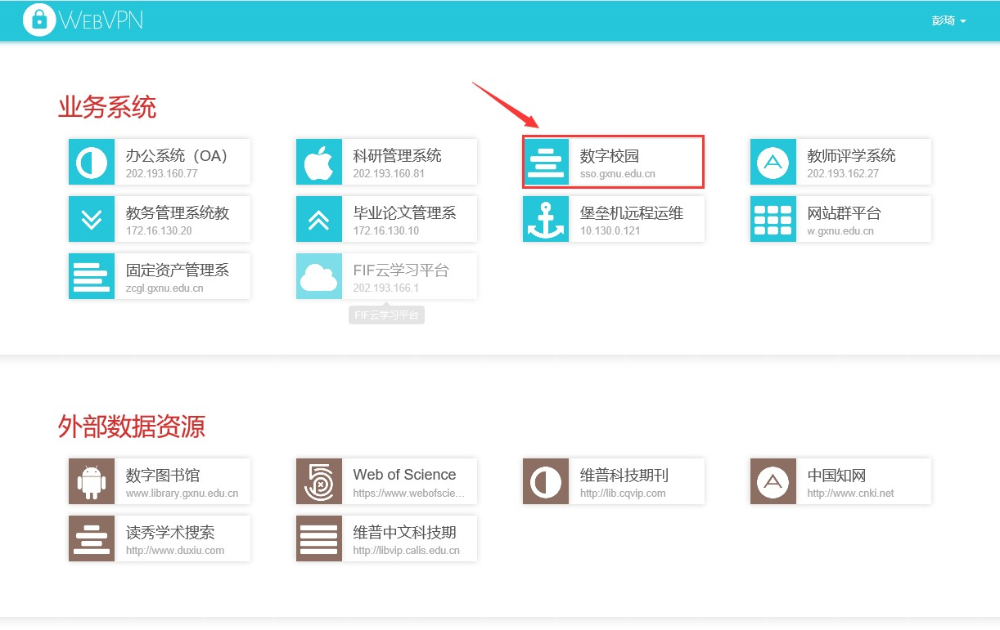 WEBVPN
彭琦
业务系统
办公系统（OA）
202.193.160.77
科研管理系统
202.193.160.81
数字校园
sso.gxnu.edu.cn
教师评学系统
202.193.162.27
教务管理系统教
172.16.130.20
毕业论文管理系
172.16.130.10
堡垒机远程运维
10.130.0.121
网站群平台
w.gxnu.edu.cn
固定资产管理系
zcgl.gxnu.edu.cn
FIF云学习平台
202.193.166.1
FIF云学习平台
外部数据资源
数字图书馆
www.library.gxnu.edu.cn
Web of Science
https://www.webofscie...
维普科技期刊
http://lib.cqvip.com
中国知网
http://www.cnki.net
读秀学术搜索
http://www.duxiu.com
维普中文科技期
http://libvip.calis.edu.cn